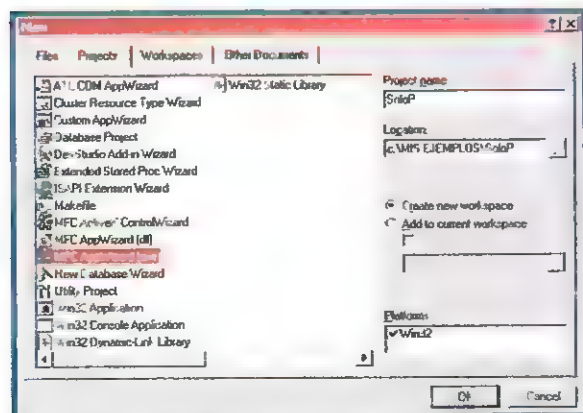 New
Files Projects Workspaces Other Documents
ATL COM AppWizard
Cluster Resource Type Wizard
Custom AppWizard
Database Project
DevStudio Add-in Wizard
Extended Stored Proc Wizard
ISAPI Extension Wizard
Makefile
MFC ActiveX ControlWizard
MFC AppWizard (dll)
New Database Wizard
Utility Project
Win32 Application
Win32 Console Application
Win32 Dynamic-Link Library
Win32 Static Library
Project name
SoloP
Location:
c:\MIS EJEMPLOS\SoloP
Create new workspace
Add to current workspace
Platforms
Win32
OK Cancel